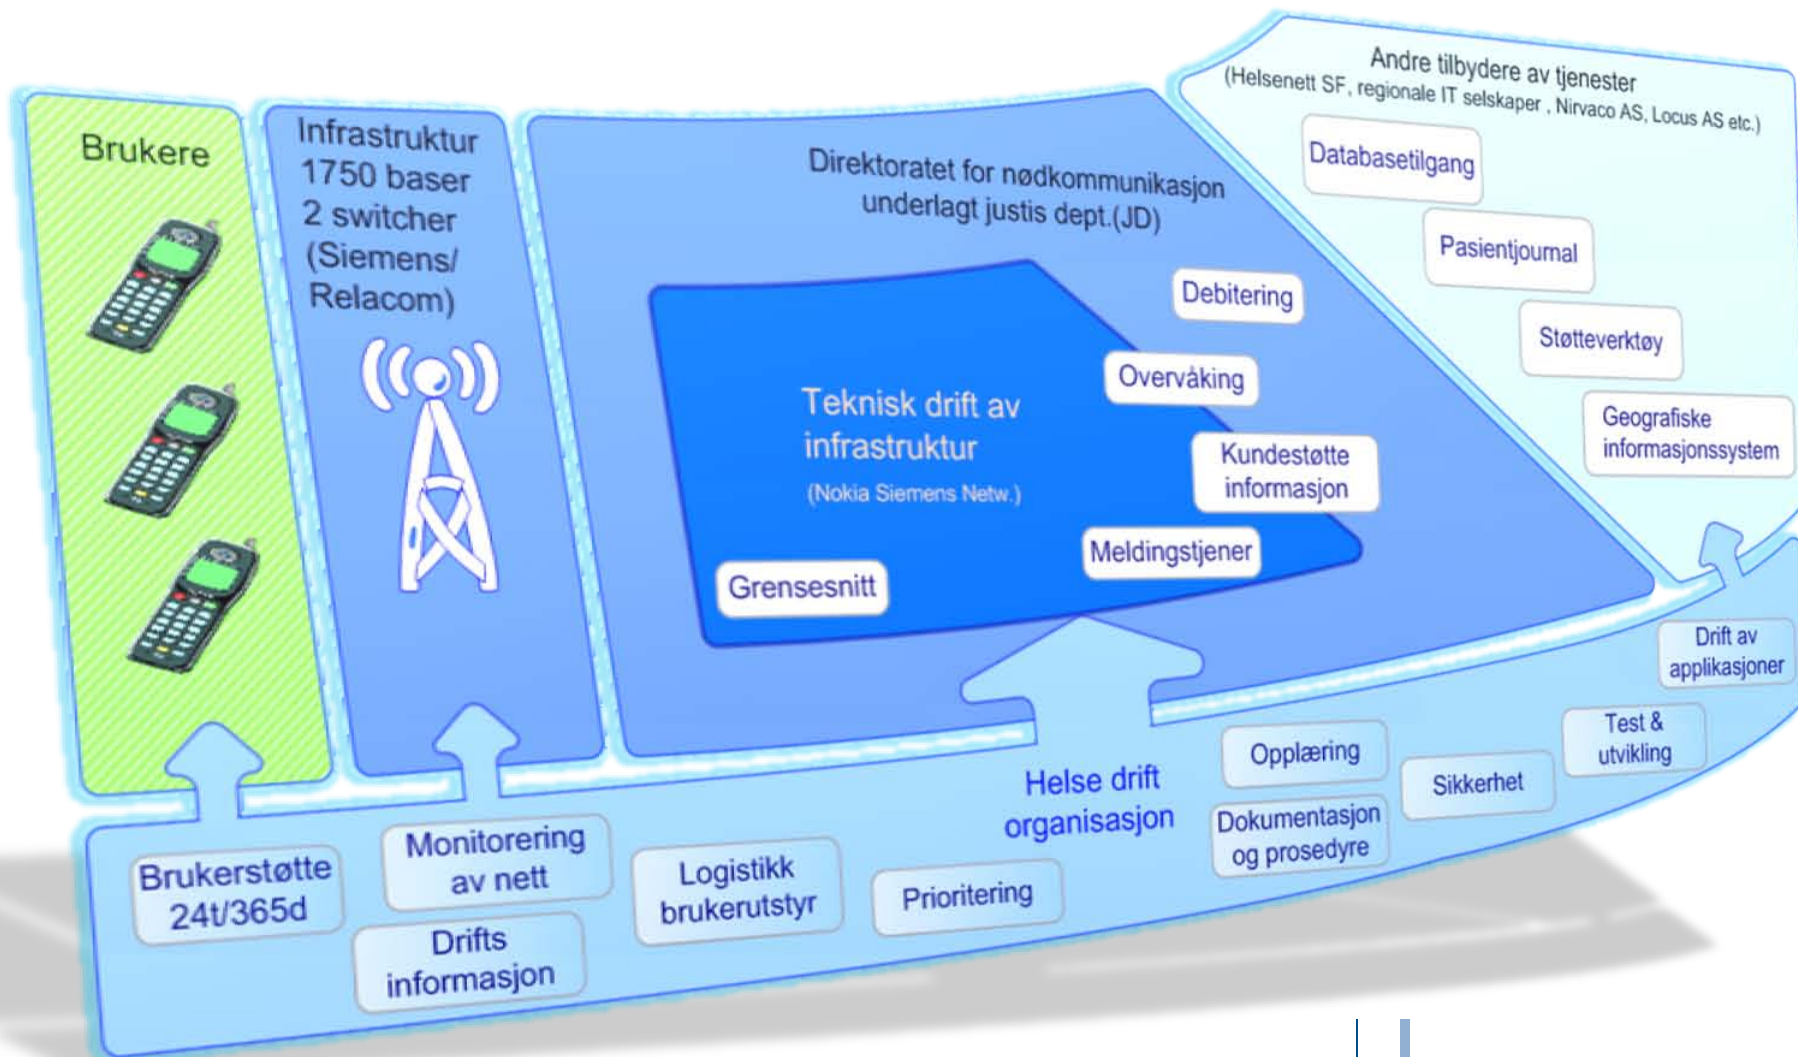 Brukere
Infrastruktur
1750 baser
2 switcher
(Siemens/
Relacom)
Direktoratet for nødkommunikasjon
underlagt justis dept.(JD)
Teknisk drift av
infrastruktur
(Nokia Siemens Netw.)
Debitering
Overvåking
Kundestøtte
informasjon
Meldingstjener
Grensesnitt
Andre tilbydere av tjenester
(Helsenett SF, regionale IT selskaper , Nirvaco AS, Locus AS etc.)
Databasetilgang
Pasientjournal
Støtteverktøy
Geografiske
informasjonssystem
Helse drift
organisasjon
Brukerstøtte
24t/365d
Monitorering
av nett
Drifts
informasjon
Logistikk
brukerutstyr
Prioritering
Opplæring
Dokumentasjon
og prosedyre
Sikkerhet
Test &
utvikling
Drift av
applikasjoner